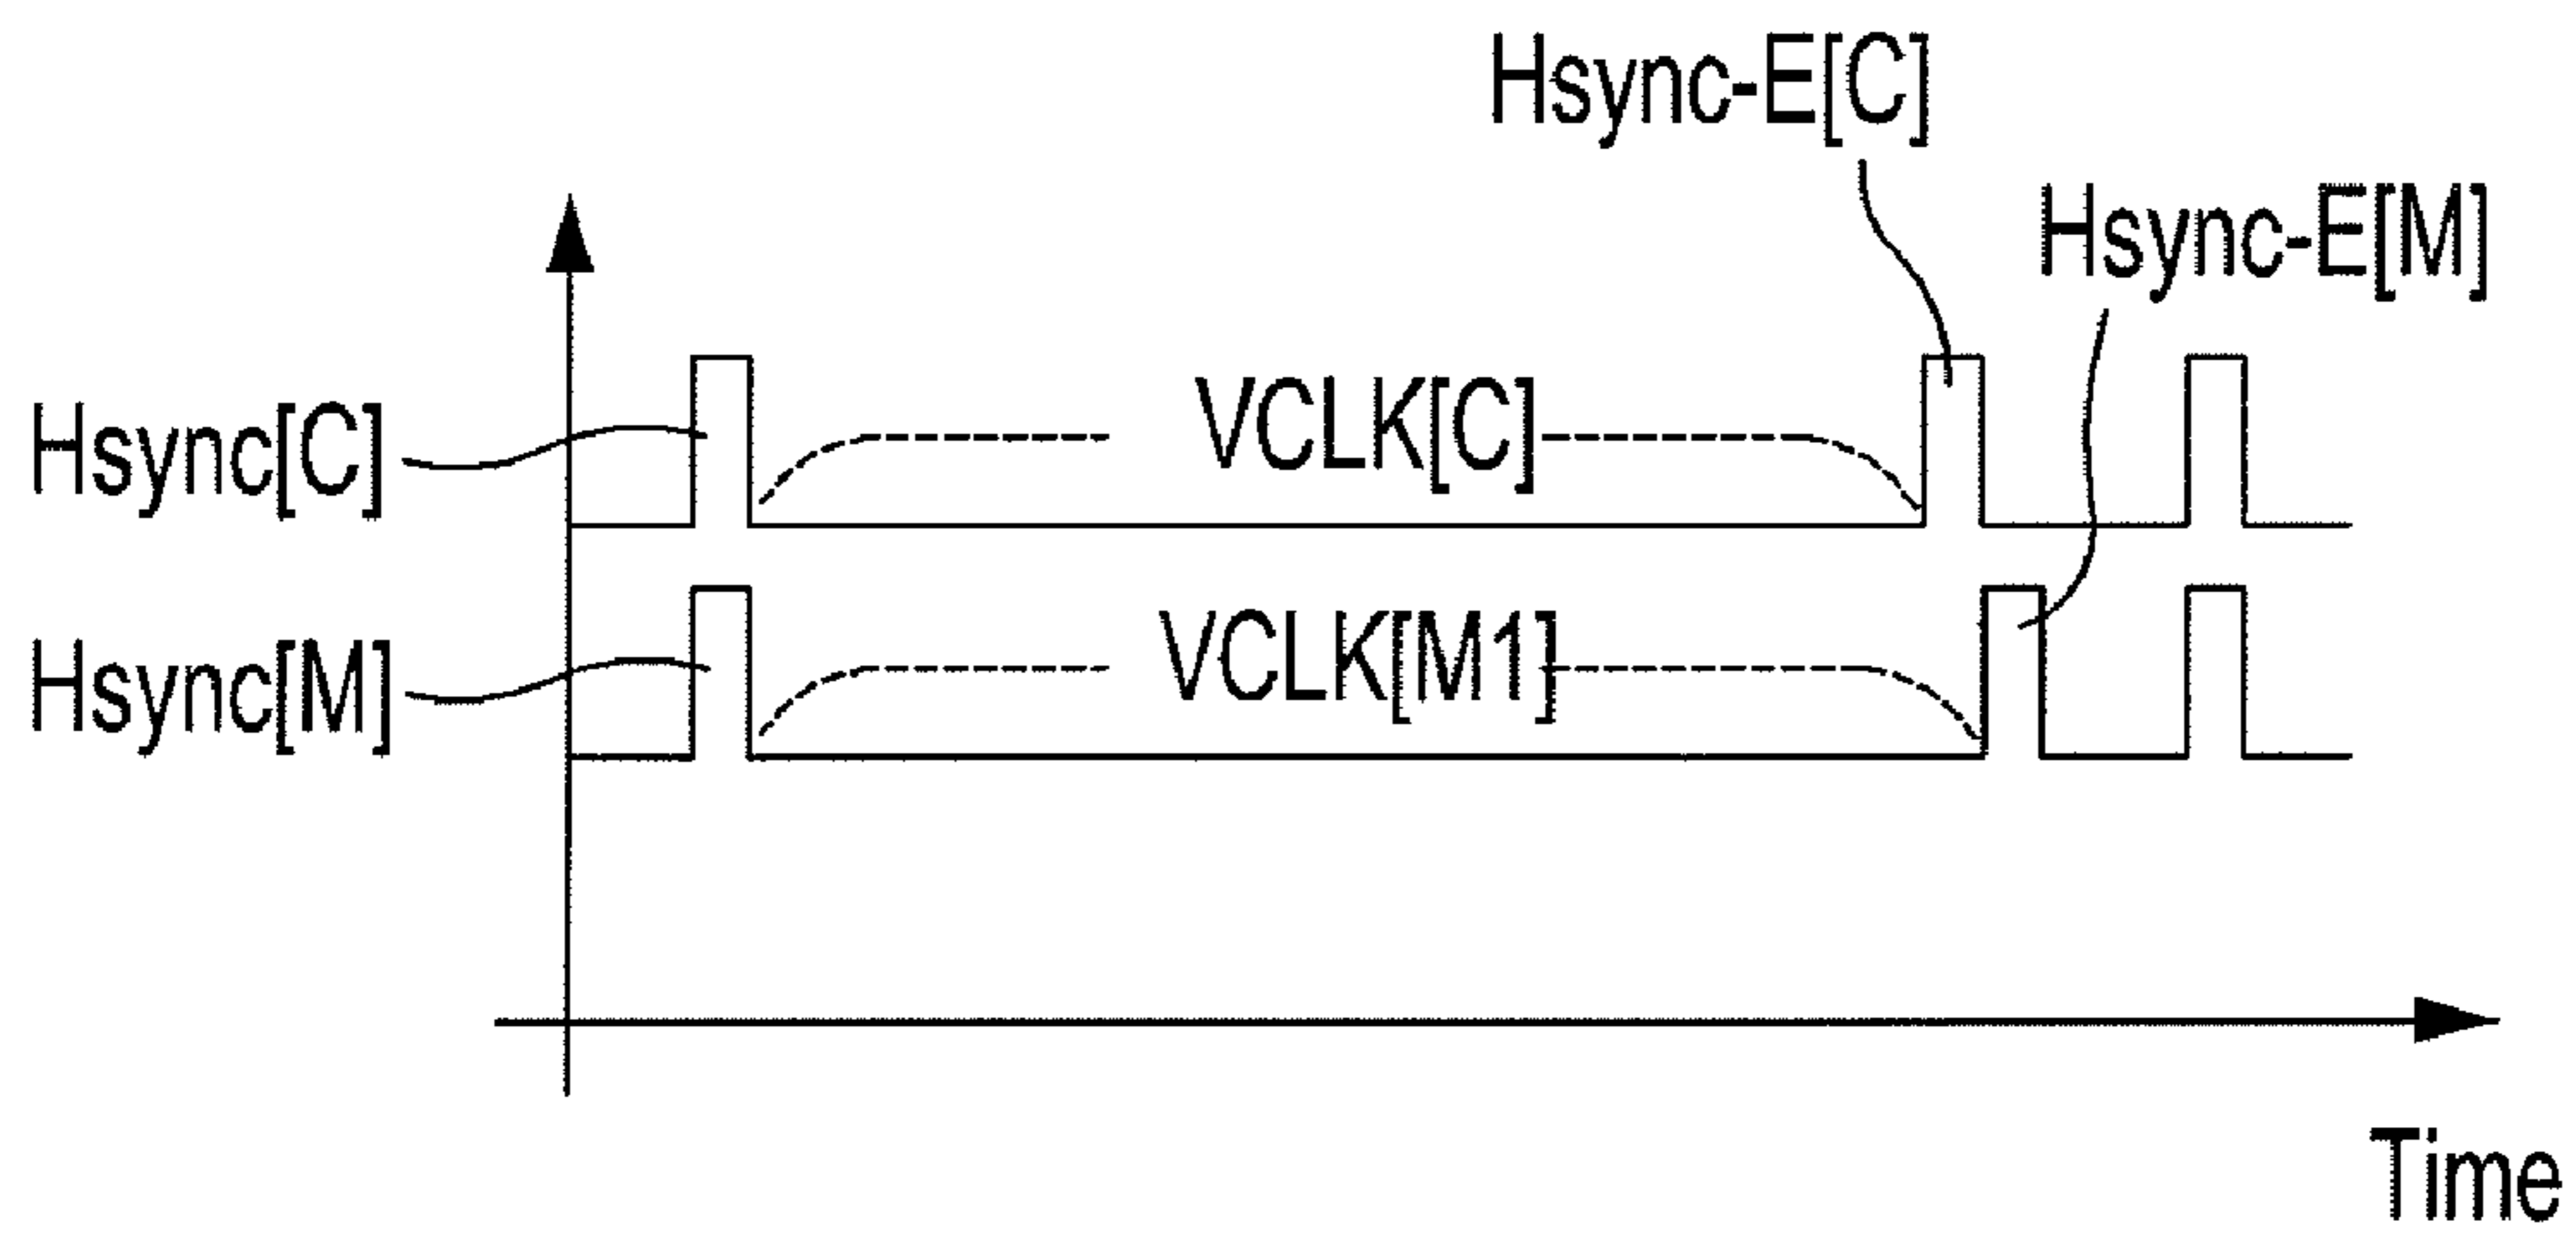 Hsync-E[C]
Hsync-E[M]
Hsync[C]
VCLK[C]
Hsync[M]
VCLK[M1]
Time